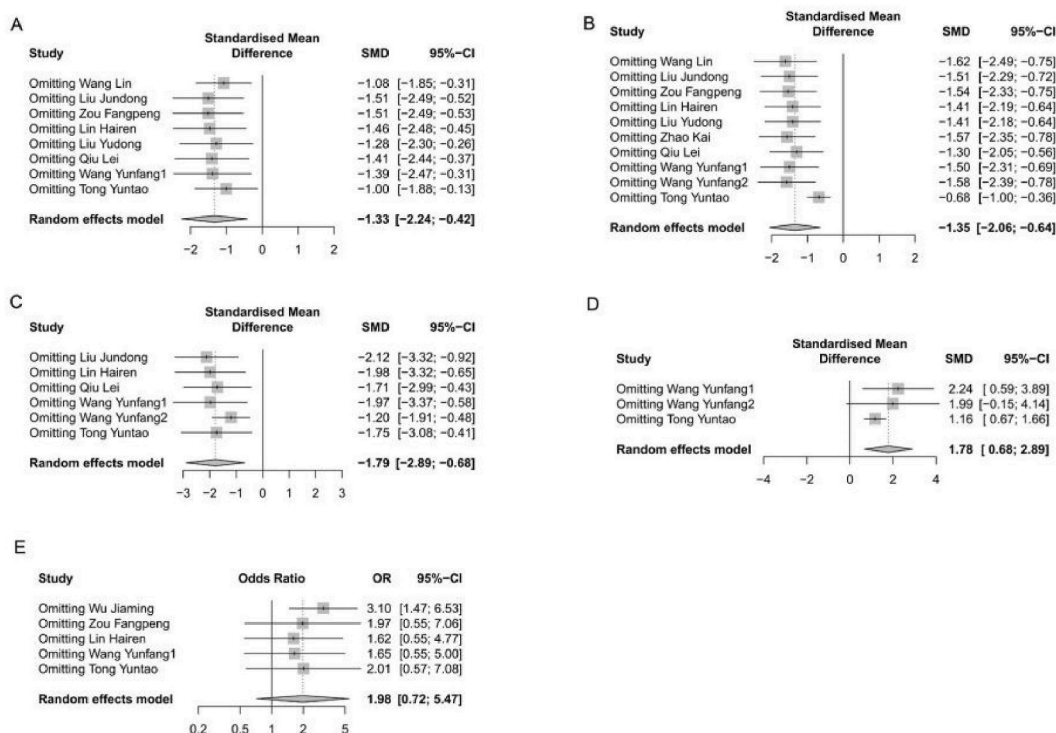 A
Standardised Mean
Study Difference SMD 95%−CI
Omitting Wang Lin −1.08 [−1.85; −0.31]
Omitting Liu Jundong −1.51 [−2.49; −0.52]
Omitting Zou Fangpeng −1.51 [−2.49; −0.53]
Omitting Lin Hairen −1.46 [−2.48; −0.45]
Omitting Liu Yudong −1.28 [−2.30; −0.26]
Omitting Qiu Lei −1.41 [−2.44; −0.37]
Omitting Wang Yunfang1 −1.39 [−2.47; −0.31]
Omitting Tong Yuntao −1.00 [−1.88; −0.13]
Random effects model −1.33 [−2.24; −0.42]
−2 −1 0 1 2
B
Standardised Mean
Study Difference SMD 95%−CI
Omitting Wang Lin −1.62 [−2.49; −0.75]
Omitting Liu Jundong −1.51 [−2.29; −0.72]
Omitting Zou Fangpeng −1.54 [−2.33; −0.75]
Omitting Lin Hairen −1.41 [−2.19; −0.64]
Omitting Liu Yudong −1.41 [−2.18; −0.64]
Omitting Zhao Kai −1.57 [−2.35; −0.78]
Omitting Qiu Lei −1.30 [−2.05; −0.56]
Omitting Wang Yunfang1 −1.50 [−2.31; −0.69]
Omitting Wang Yunfang2 −1.58 [−2.39; −0.78]
Omitting Tong Yuntao −0.68 [−1.00; −0.36]
Random effects model −1.35 [−2.06; −0.64]
−2 −1 0 1 2
C
Standardised Mean
Study Difference SMD 95%−CI
Omitting Liu Jundong −2.12 [−3.32; −0.92]
Omitting Lin Hairen −1.98 [−3.32; −0.65]
Omitting Qiu Lei −1.71 [−2.99; −0.43]
Omitting Wang Yunfang1 −1.97 [−3.37; −0.58]
Omitting Wang Yunfang2 −1.20 [−1.91; −0.48]
Omitting Tong Yuntao −1.75 [−3.08; −0.41]
Random effects model −1.79 [−2.89; −0.68]
−3 −2 −1 0 1 2 3
D
Standardised Mean
Study Difference SMD 95%−CI
Omitting Wang Yunfang1 2.24 [ 0.59; 3.89]
Omitting Wang Yunfang2 1.99 [−0.15; 4.14]
Omitting Tong Yuntao 1.16 [ 0.67; 1.66]
Random effects model 1.78 [ 0.68; 2.89]
−4 −2 0 2 4
E
Study Odds Ratio OR 95%−CI
Omitting Wu Jiaming 3.10 [1.47; 6.53]
Omitting Zou Fangpeng 1.97 [0.55; 7.06]
Omitting Lin Hairen 1.62 [0.55; 4.77]
Omitting Wang Yunfang1 1.65 [0.55; 5.00]
Omitting Tong Yuntao 2.01 [0.57; 7.08]
Random effects model 1.98 [0.72; 5.47]
0.2 0.5 1 2 5